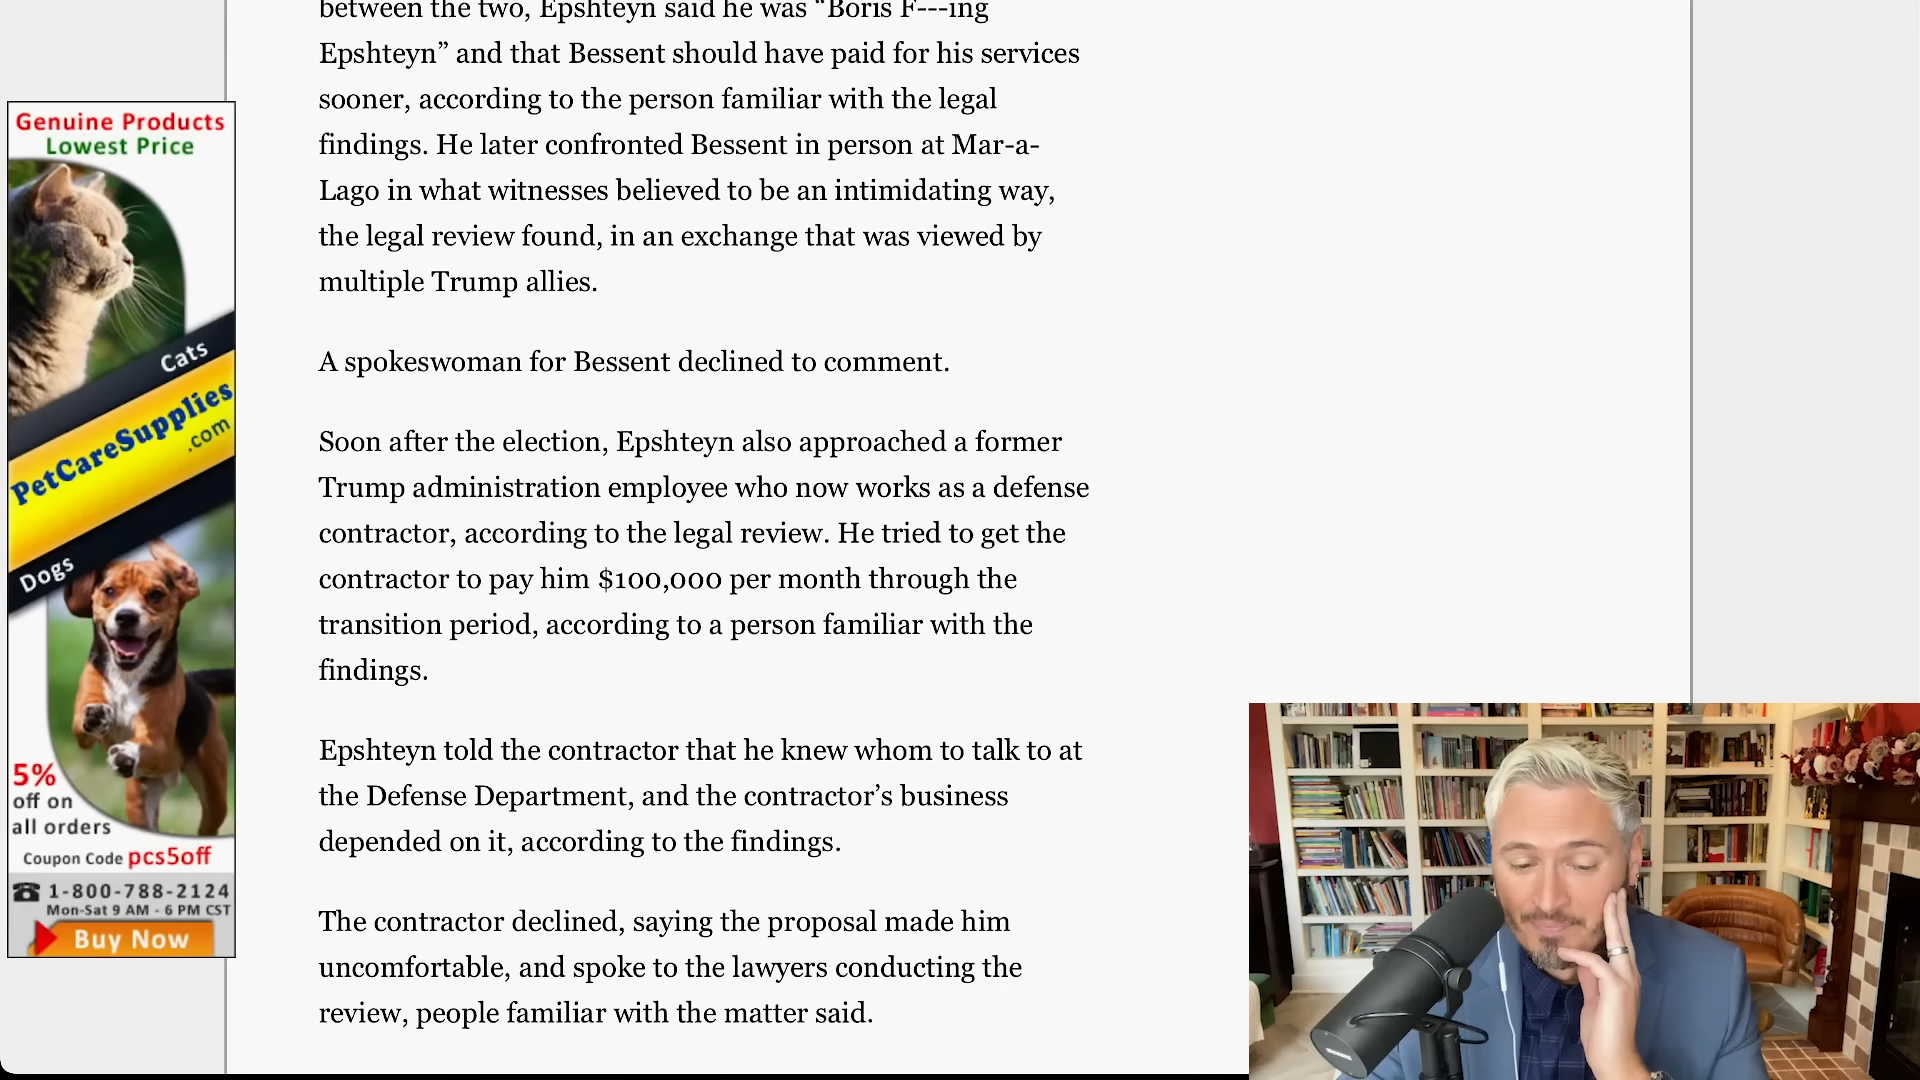 between the two, Epshteyn said he was “Boris F---ing
Epshteyn” and that Bessent should have paid for his services
sooner, according to the person familiar with the legal
findings. He later confronted Bessent in person at Mar-a-
Lago in what witnesses believed to be an intimidating way,
the legal review found, in an exchange that was viewed by
multiple Trump allies.
A spokeswoman for Bessent declined to comment.
Soon after the election, Epshteyn also approached a former
Trump administration employee who now works as a defense
contractor, according to the legal review. He tried to get the
contractor to pay him $100,000 per month through the
transition period, according to a person familiar with the
findings.
Epshteyn told the contractor that he knew whom to talk to at
the Defense Department, and the contractor’s business
depended on it, according to the findings.
The contractor declined, saying the proposal made him
uncomfortable, and spoke to the lawyers conducting the
review, people familiar with the matter said.
Genuine Products
Lowest Price
Cats
PetCareSupplies
.com
Dogs
5%
off on
all orders
Coupon Code pcs5off
1-800-788-2124
Mon-Sat 9 AM - 6 PM CST
Buy Now